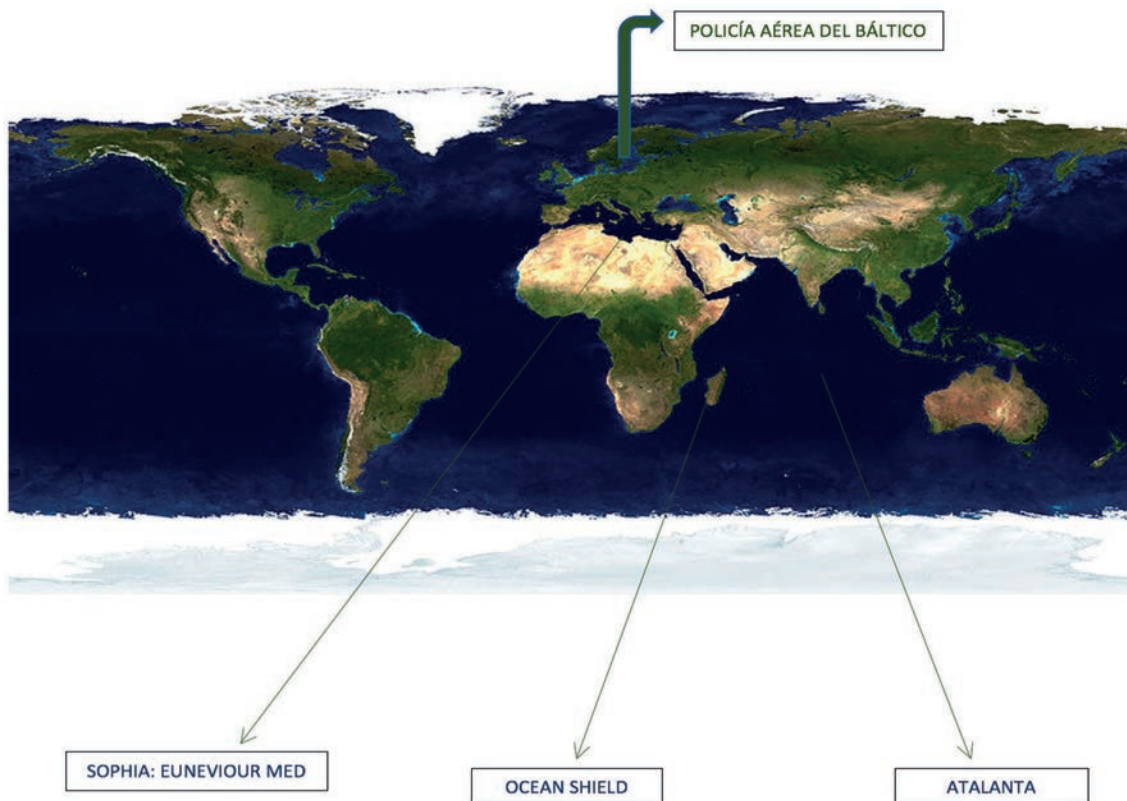 POLICÍA AÉREA DEL BÁLTICO
SOPHIA: EUNEVIOUR MED
OCEAN SHIELD
ATALANTA